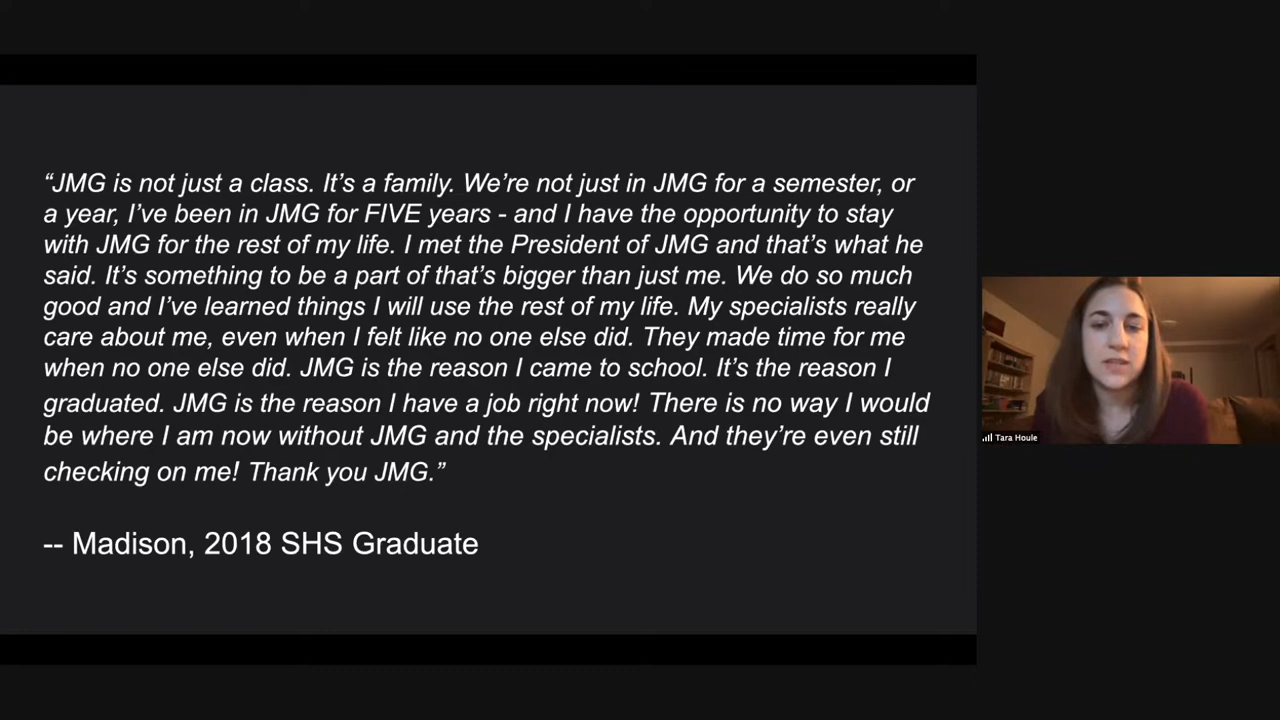 “JMG is not just a class. It’s a family. We’re not just in JMG for a semester, or
a year, I’ve been in JMG for FIVE years - and I have the opportunity to stay
with JMG for the rest of my life. I met the President of JMG and that’s what he
said. It’s something to be a part of that’s bigger than just me. We do so much
good and I’ve learned things I will use the rest of my life. My specialists really
care about me, even when I felt like no one else did. They made time for me
when no one else did. JMG is the reason I came to school. It’s the reason I
graduated. JMG is the reason I have a job right now! There is no way I would
be where I am now without JMG and the specialists. And they’re even still
checking on me! Thank you JMG.”
-- Madison, 2018 SHS Graduate
Tara Houle